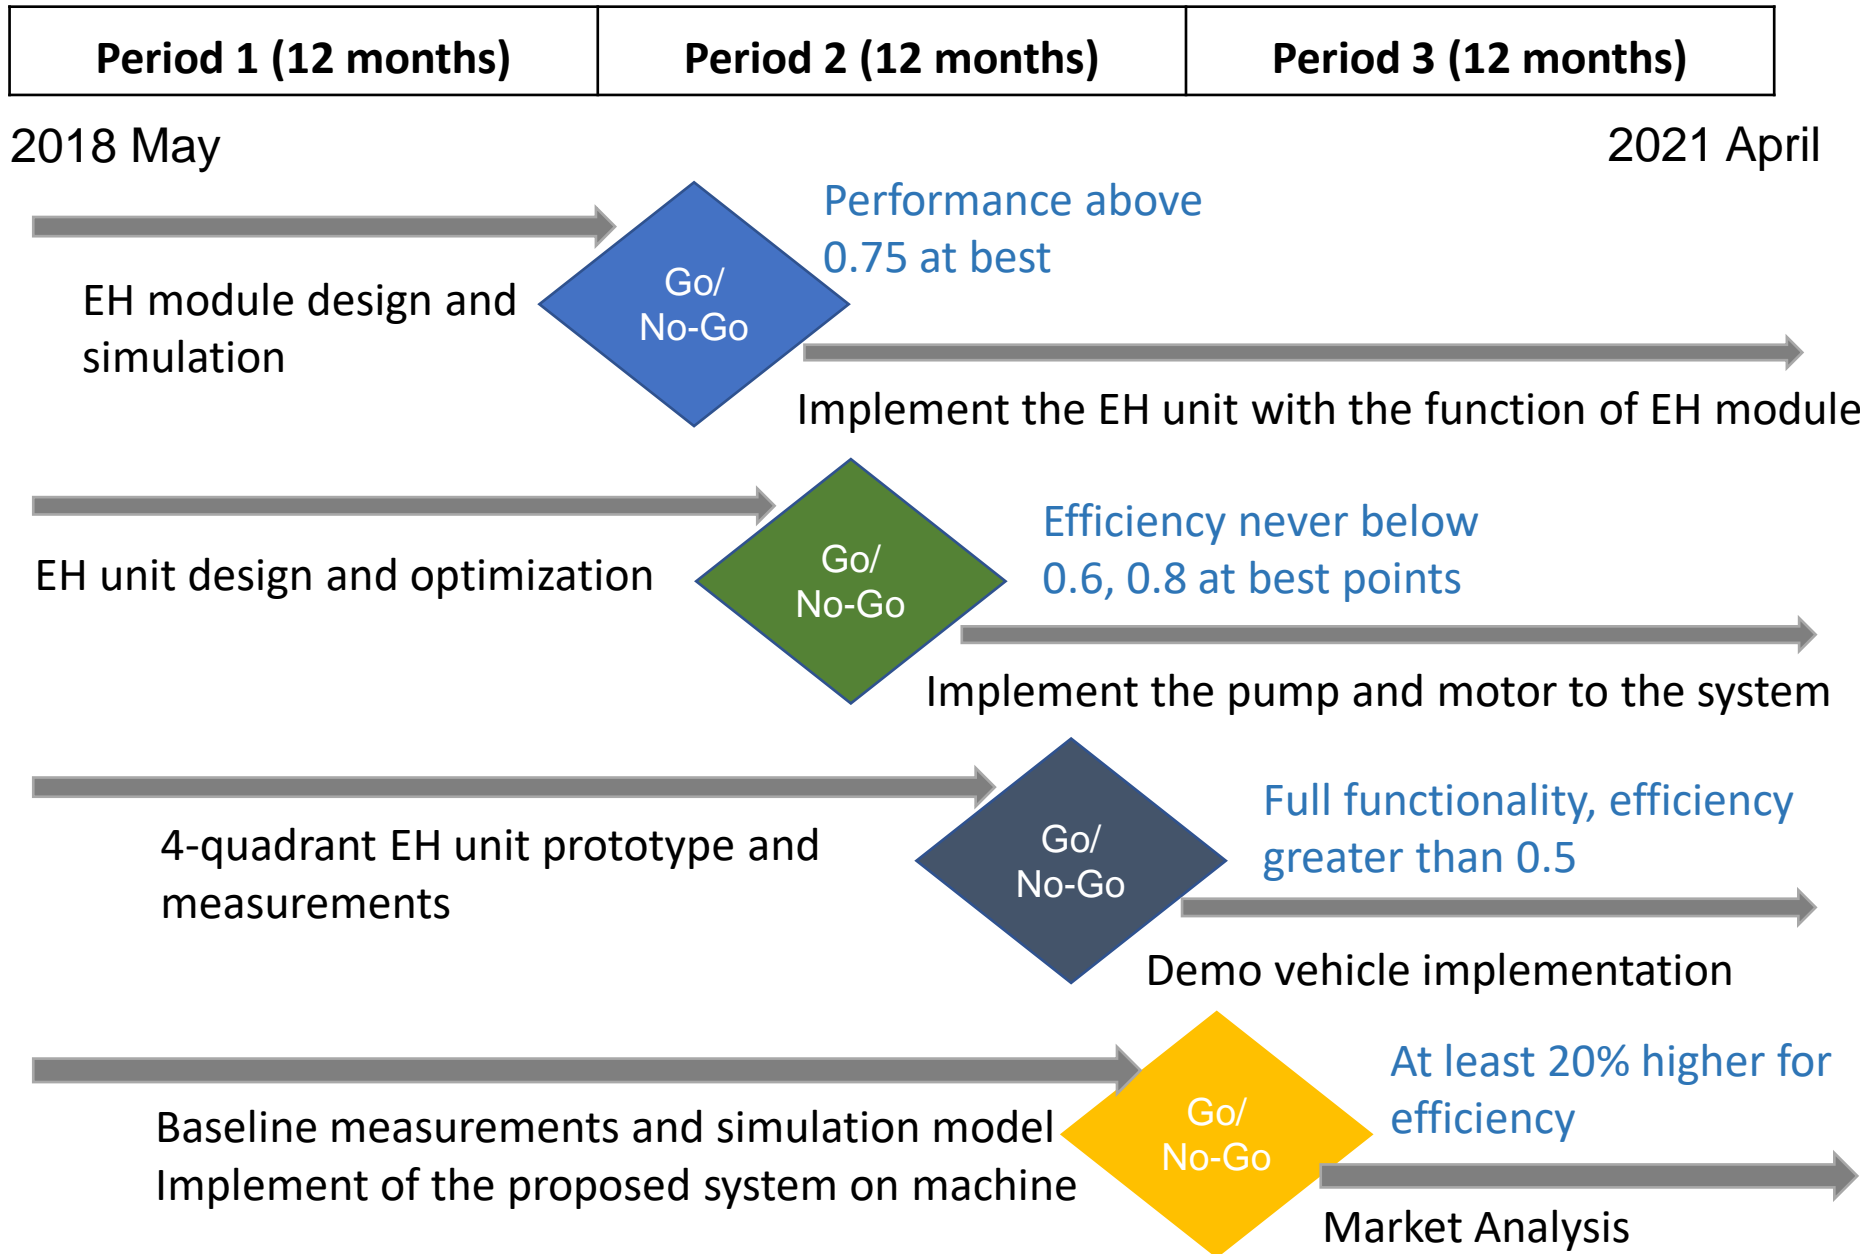 Period 1 (12 months)
Period 2 (12 months)
Period 3 (12 months)
2018 May
2021 April
Performance above
0.75 at best
Go/
No-Go
EH module design and
simulation
Implement the EH unit with the function of EH module
Efficiency never below
0.6, 0.8 at best points
Go/
No-Go
EH unit design and optimization
Implement the pump and motor to the system
Full functionality, efficiency
greater than 0.5
Go/
No-Go
4-quadrant EH unit prototype and
measurements
Demo vehicle implementation
At least 20% higher for
efficiency
Go/
No-Go
Baseline measurements and simulation model
Implement of the proposed system on machine
Market Analysis